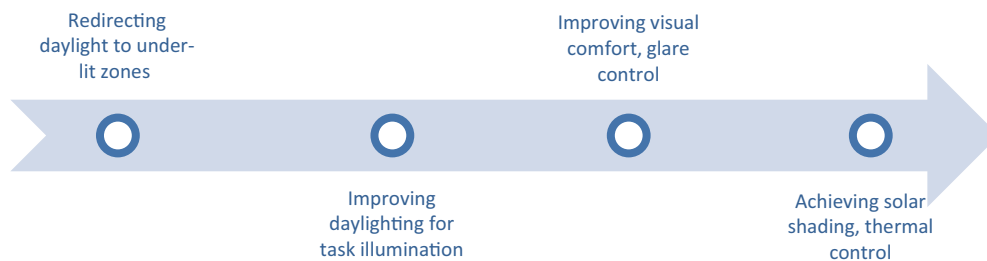 Redirecting
daylight to under-
lit zones
Improving
daylighting for
task illumination
Improving visual
comfort, glare
control
Achieving solar
shading, thermal
control